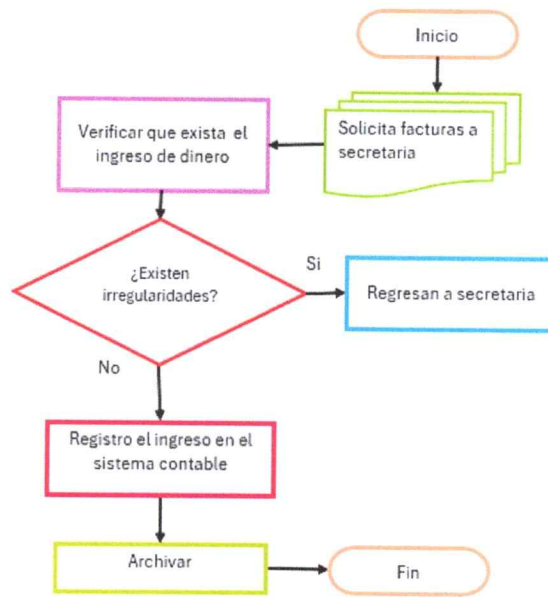 Inicio
Solicita facturas a
secretaria
Verificar que exista el
ingreso de dinero
¿Existen
irregularidades?
Si
Regresan a secretaria
No
Registro el ingreso en el
sistema contable
Archivar
Fin